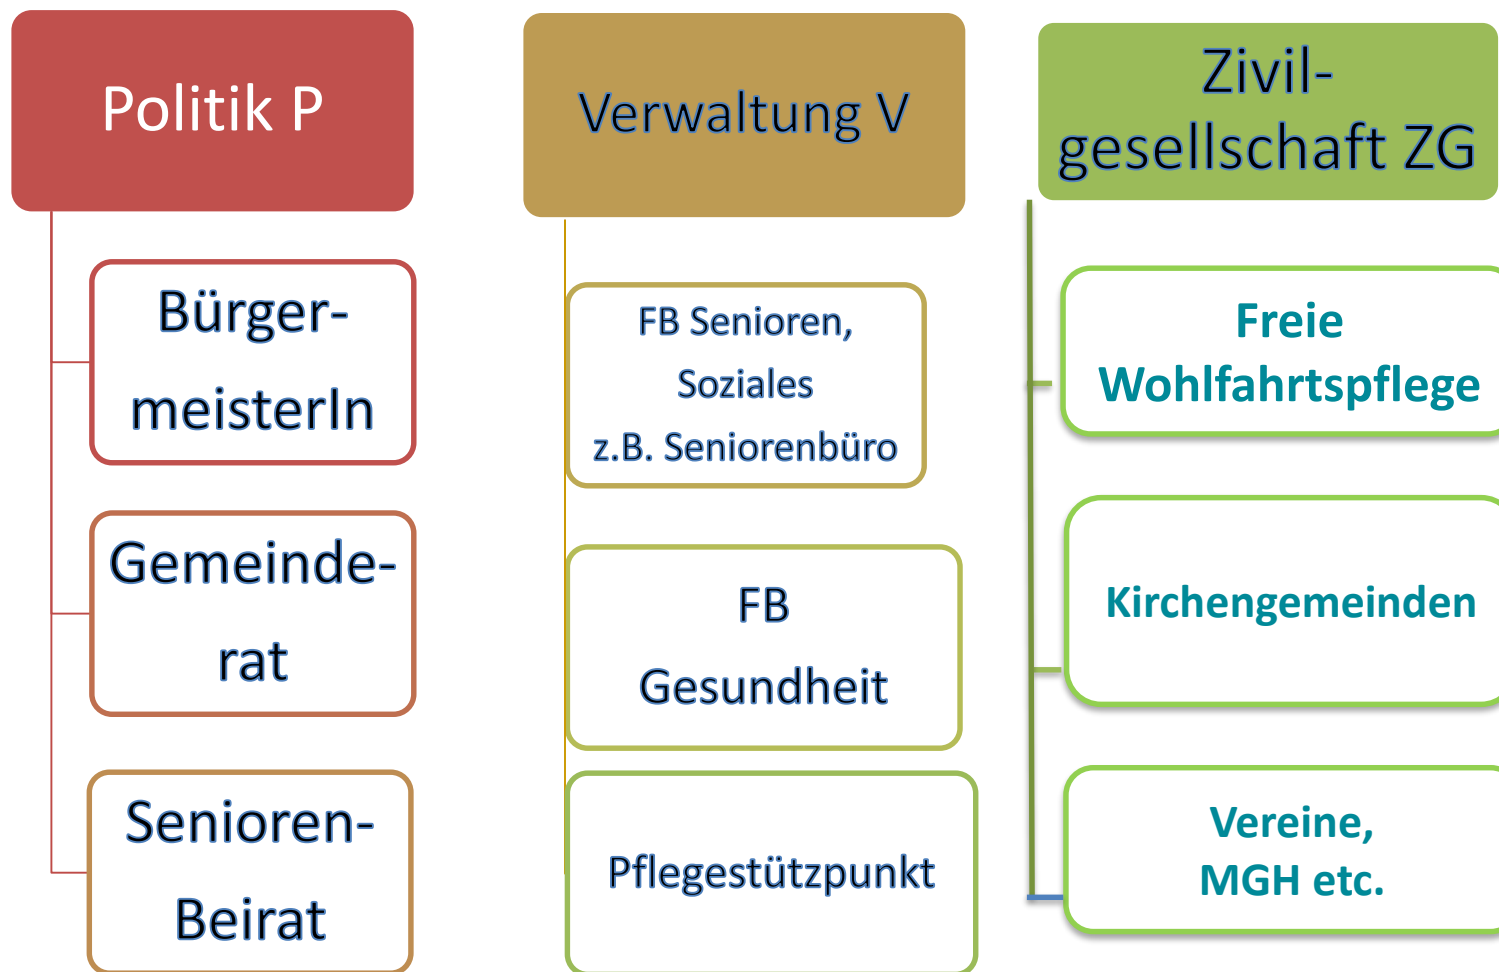 Politik P
Bürger-
meisterIn
Gemeinde-
rat
Senioren-
Beirat
Verwaltung V
FB Senioren,
Soziales
z.B. Seniorenbüro
FB
Gesundheit
Pflegestützpunkt
Zivil-
gesellschaft ZG
Freie
Wohlfahrtspflege
Kirchengemeinden
Vereine,
MGH etc.